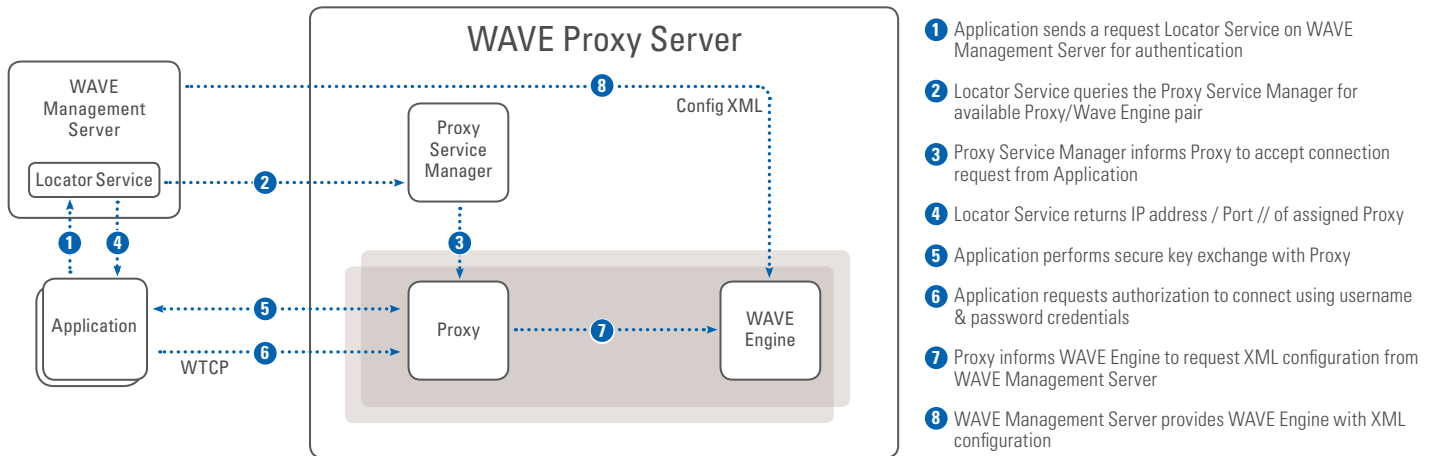 WAVE Proxy Server
WAVE
Management
Server
Locator Service
8
Config XML
Proxy
Service
Manager
2
1
4
3
Application
5
Proxy
7
WAVE
Engine
6
WTCP
1 Application sends a request Locator Service on WAVE
Management Server for authentication
2 Locator Service queries the Proxy Service Manager for
available Proxy/Wave Engine pair
3 Proxy Service Manager informs Proxy to accept connection
request from Application
4 Locator Service returns IP address / Port // of assigned Proxy
5 Application performs secure key exchange with Proxy
6 Application requests authorization to connect using username
& password credentials
7 Proxy informs WAVE Engine to request XML configuration from
WAVE Management Server
8 WAVE Management Server provides WAVE Engine with XML
configuration